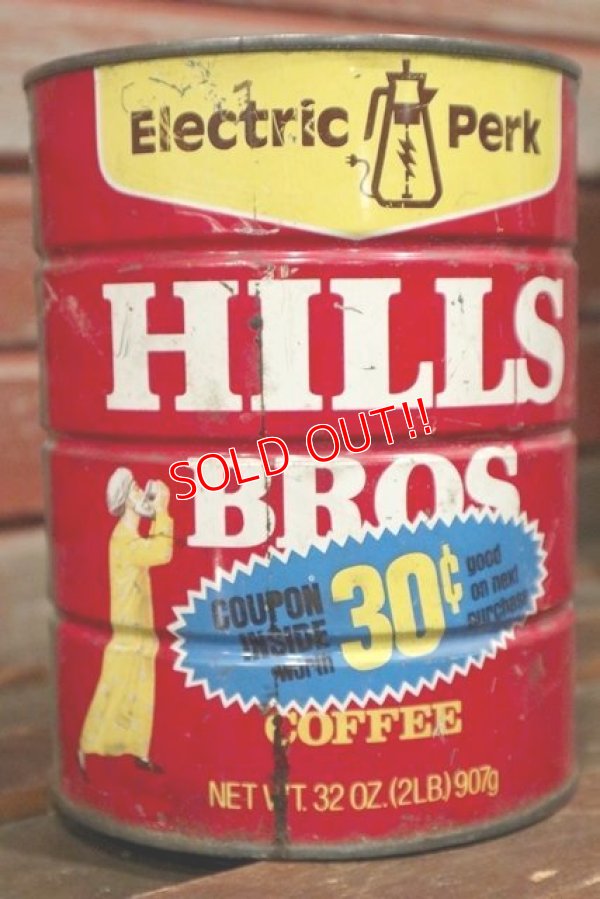 Electric Perk
HILLS
BROS
SOLD OUT!!
COUPON
INSIDE
worth
30¢
good
on next
purchase
COFFEE
NET WT. 32 OZ. (2LB.) 907g